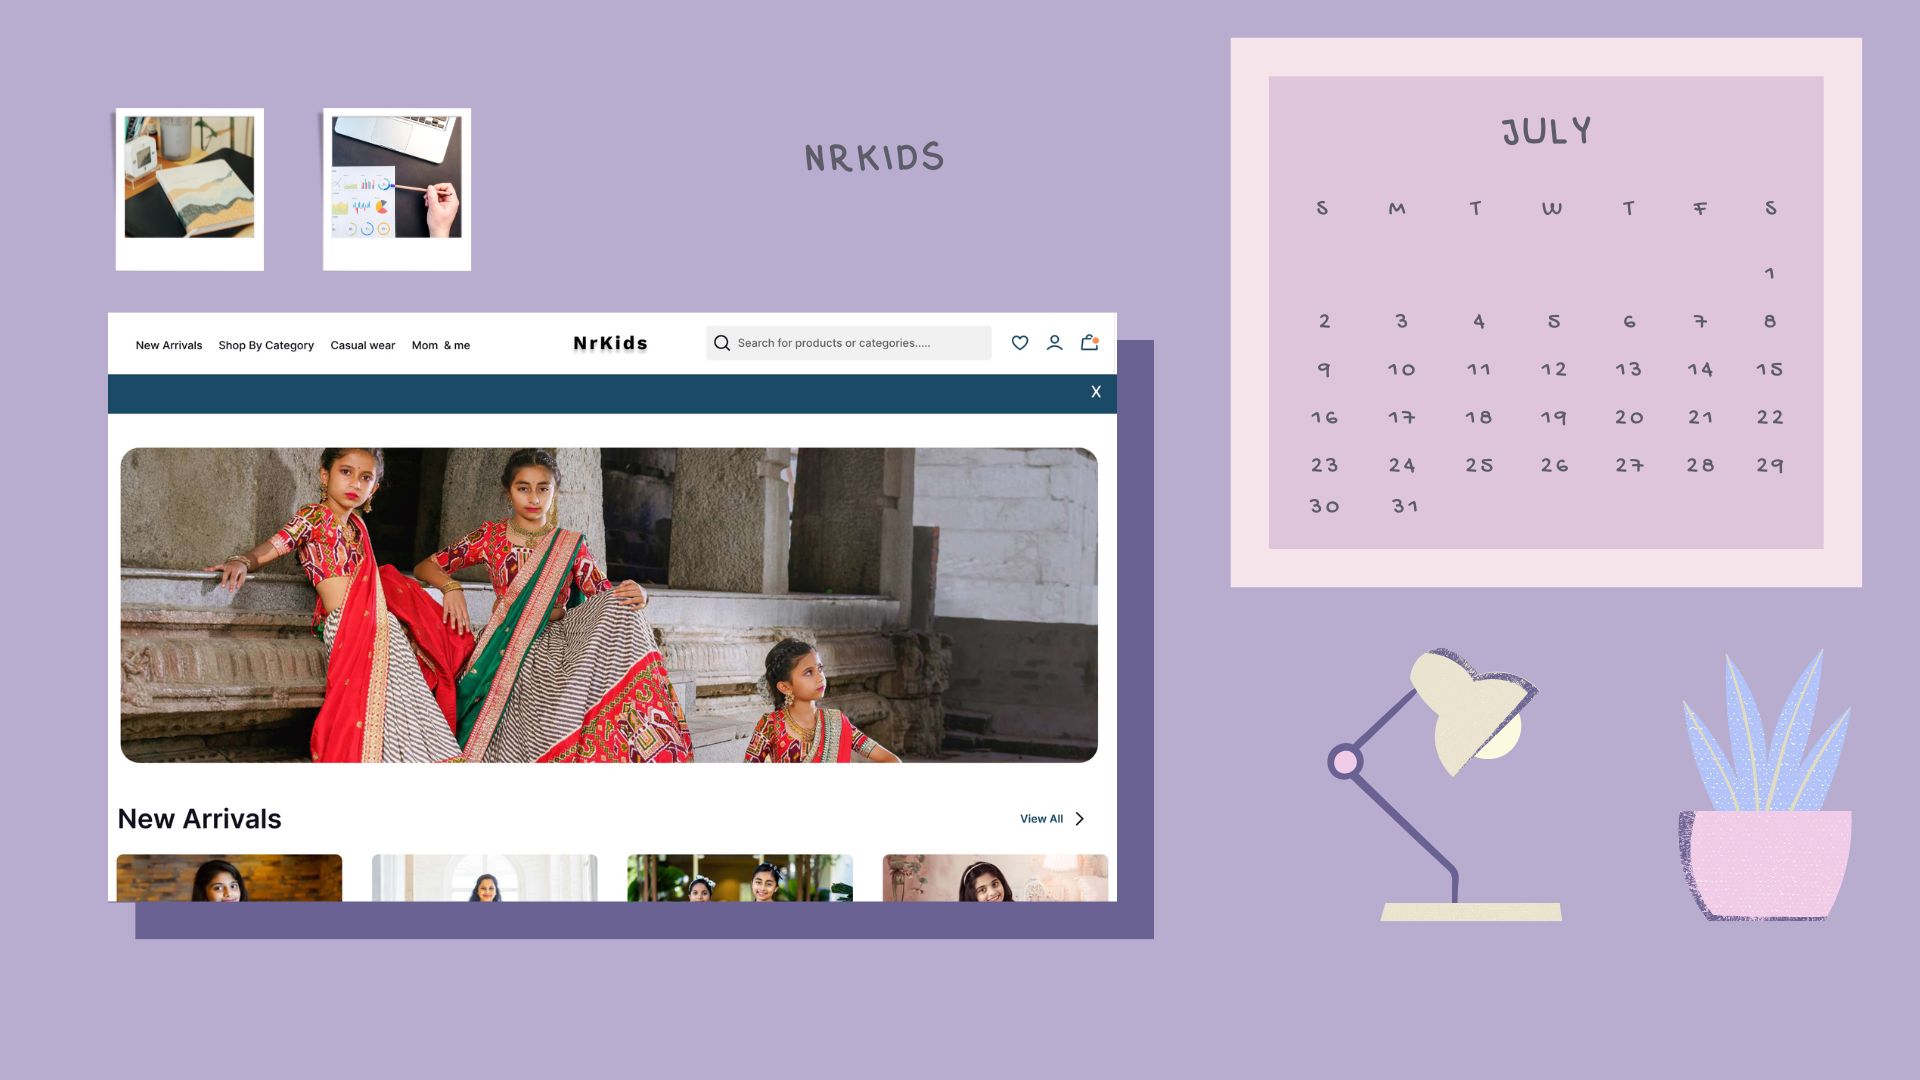 NRKIDS
New Arrivals Shop By Category Casual wear Mom & me NrKids Search for products or categories.....
X
New Arrivals
View All
JULY
S M T W T F S
1
2 3 4 5 6 7 8
9 10 11 12 13 14 15
16 17 18 19 20 21 22
23 24 25 26 27 28 29
30 31